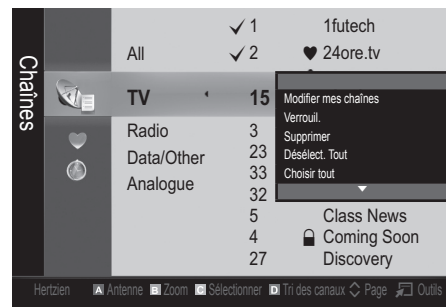 Chaînes
✓ 1 1futech
All ✓ 2 ♥ 24ore.tv
TV 15
Modifier mes chaînes
Verrouil.
Supprimer
Désélect. Tout
Choisir tout
Radio 3
Data/Other 23
Analogue 33
32
5 Class News
4 Coming Soon
27 Discovery
Hertzien A Antenne B Zoom C Sélectionner D Tri des canaux Page Outils